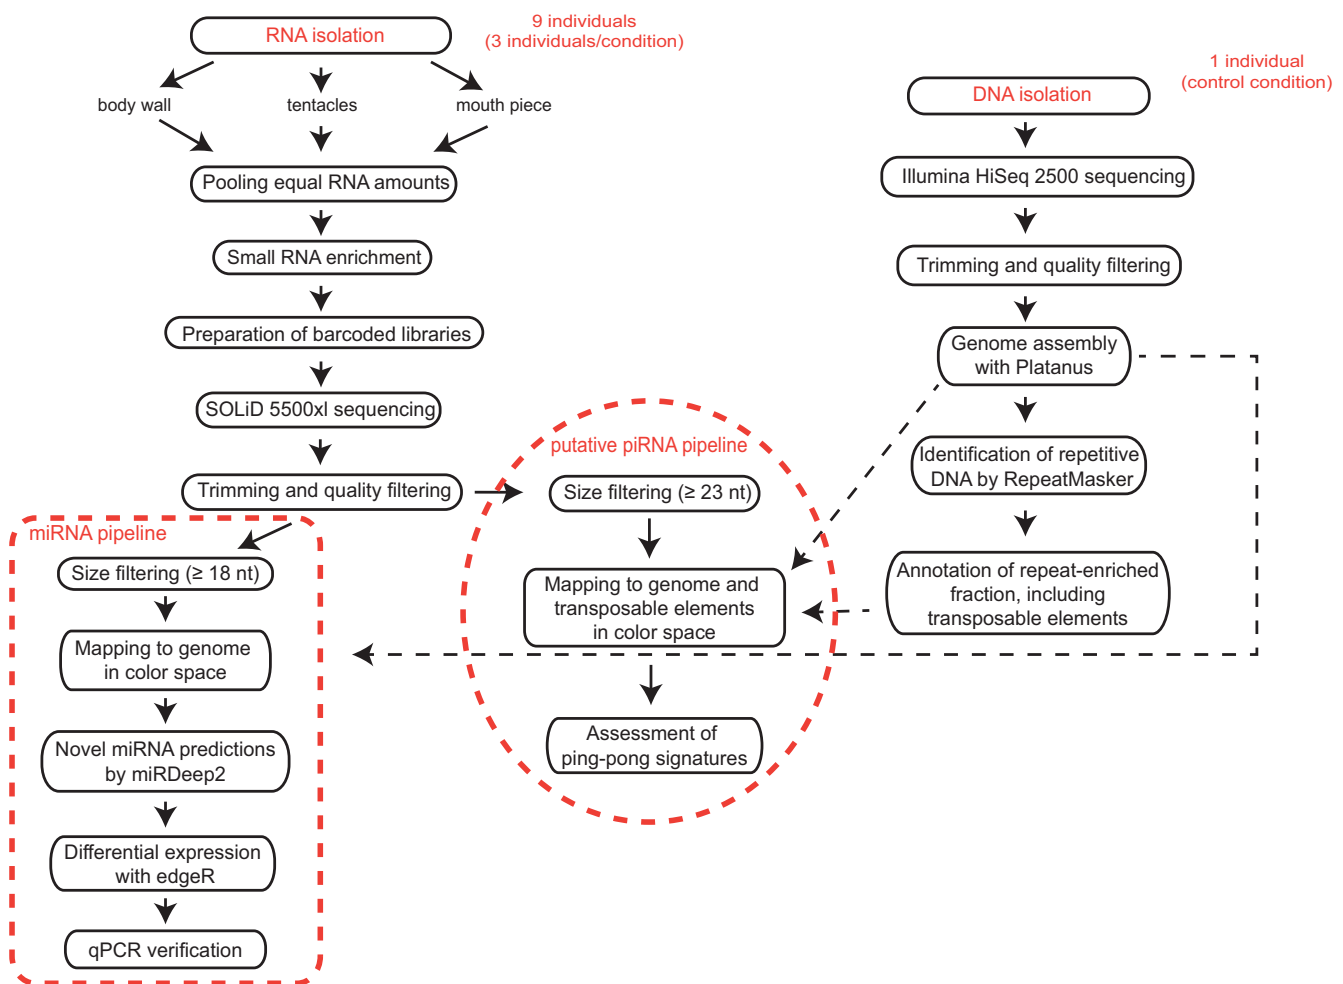 RNA isolation
9 individuals
(3 individuals/condition)
body wall
tentacles
mouth piece
Pooling equal RNA amounts
Small RNA enrichment
Preparation of barcoded libraries
SOLiD 5500xl sequencing
Trimming and quality filtering
miRNA pipeline
Size filtering (≥ 18 nt)
Mapping to genome
in color space
Novel miRNA predictions
by miRDeep2
Differential expression
with edgeR
qPCR verification
putative piRNA pipeline
Size filtering (≥ 23 nt)
Mapping to genome and
transposable elements
in color space
Assessment of
ping-pong signatures
1 individual
(control condition)
DNA isolation
Illumina HiSeq 2500 sequencing
Trimming and quality filtering
Genome assembly
with Platanus
Identification of repetitive
DNA by RepeatMasker
Annotation of repeat-enriched
fraction, including
transposable elements